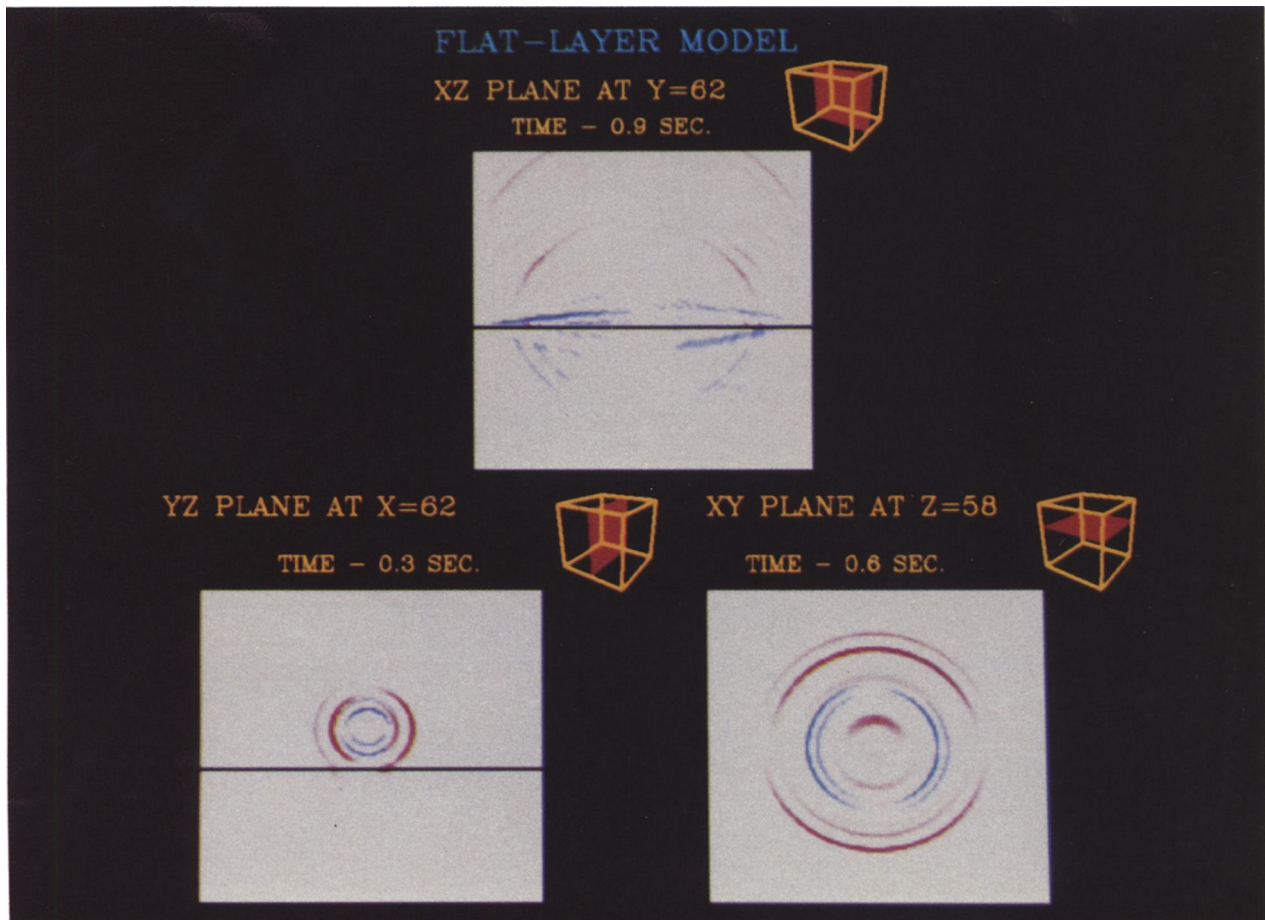 FLAT-LAYER MODEL
XZ PLANE AT Y=62
TIME - 0.9 SEC.
YZ PLANE AT X=62
TIME - 0.3 SEC.
XY PLANE AT Z=58
TIME - 0.6 SEC.